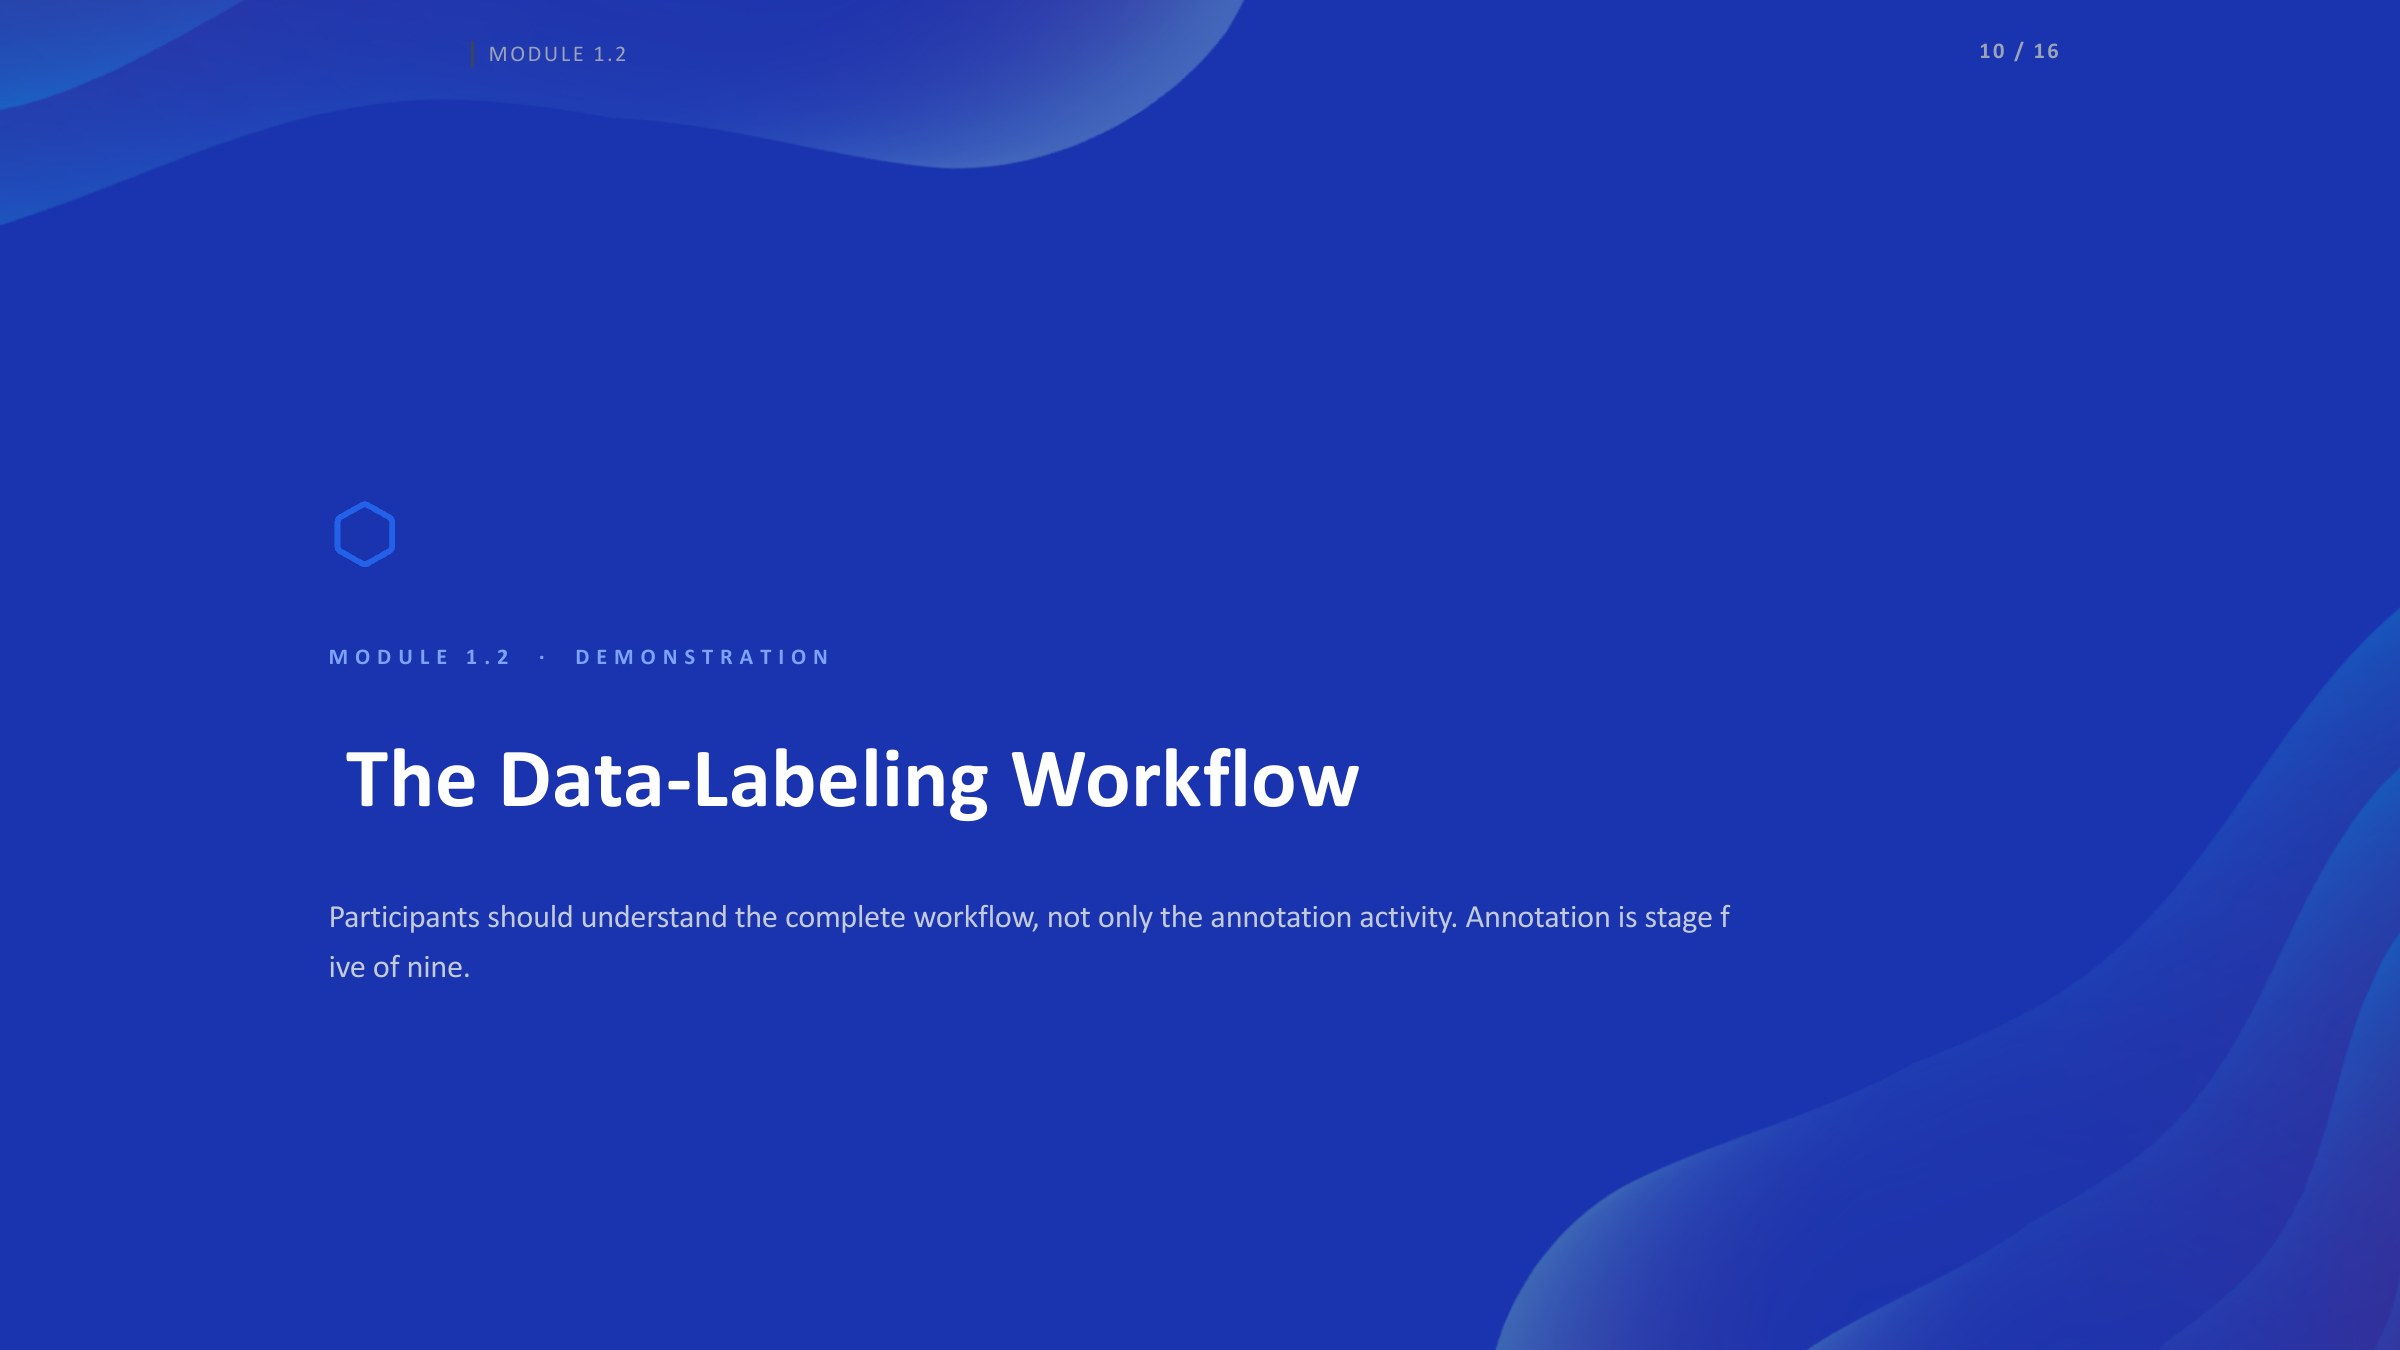 MODULE 1.2
10 / 16
MODULE 1.2 · DEMONSTRATION
The Data-Labeling Workflow
Participants should understand the complete workflow, not only the annotation activity. Annotation is stage f
ive of nine.